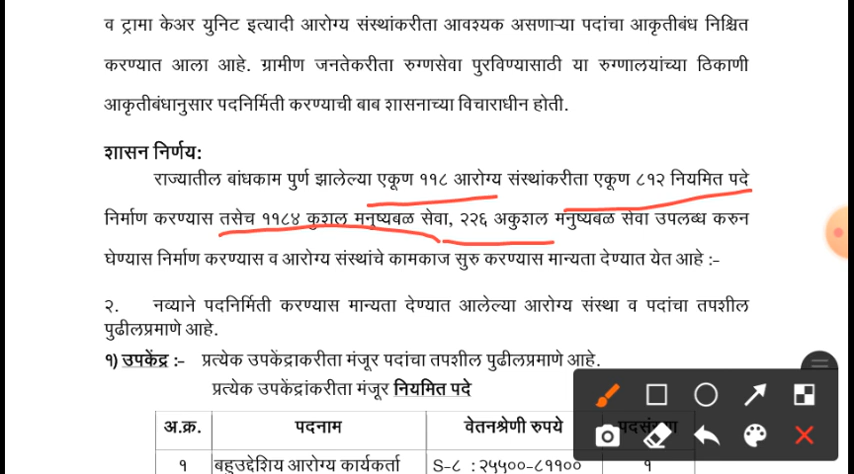 व ट्रामा केअर युनिट इत्यादी आरोग्य संस्थांकरीता आवश्यक असणाऱ्या पदांचा आकृतीबंध निश्चित
करण्यात आला आहे. ग्रामीण जनतेकरीता रुग्णसेवा पुरविण्यासाठी या रुग्णालयांच्या ठिकाणी
आकृतीबंधानुसार पदनिर्मिती करण्याची बाब शासनाच्या विचाराधीन होती.
शासन निर्णय:
राज्यातील बांधकाम पुर्ण झालेल्या एकूण ११८ आरोग्य संस्थांकरीता एकूण ८१२ नियमित पदे
निर्माण करण्यास तसेच ११८४ कुशल मनुष्यबळ सेवा, २२६ अकुशल मनुष्यबळ सेवा उपलब्ध करुन
घेण्यास निर्माण करण्यास व आरोग्य संस्थांचे कामकाज सुरु करण्यास मान्यता देण्यात येत आहे :-
२. नव्याने पदनिर्मिती करण्यास मान्यता देण्यात आलेल्या आरोग्य संस्था व पदांचा तपशील
पुढीलप्रमाणे आहे.
१) उपकेंद्र :- प्रत्येक उपकेंद्राकरीता मंजूर पदांचा तपशील पुढीलप्रमाणे आहे.
प्रत्येक उपकेंद्रांकरीता मंजूर नियमित पदे
अ.क्र. पदनाम वेतनश्रेणी रुपये पदसंख्या
१ बहुउद्देशिय आरोग्य कार्यकर्ता S-८ :२५५००-८११०० १